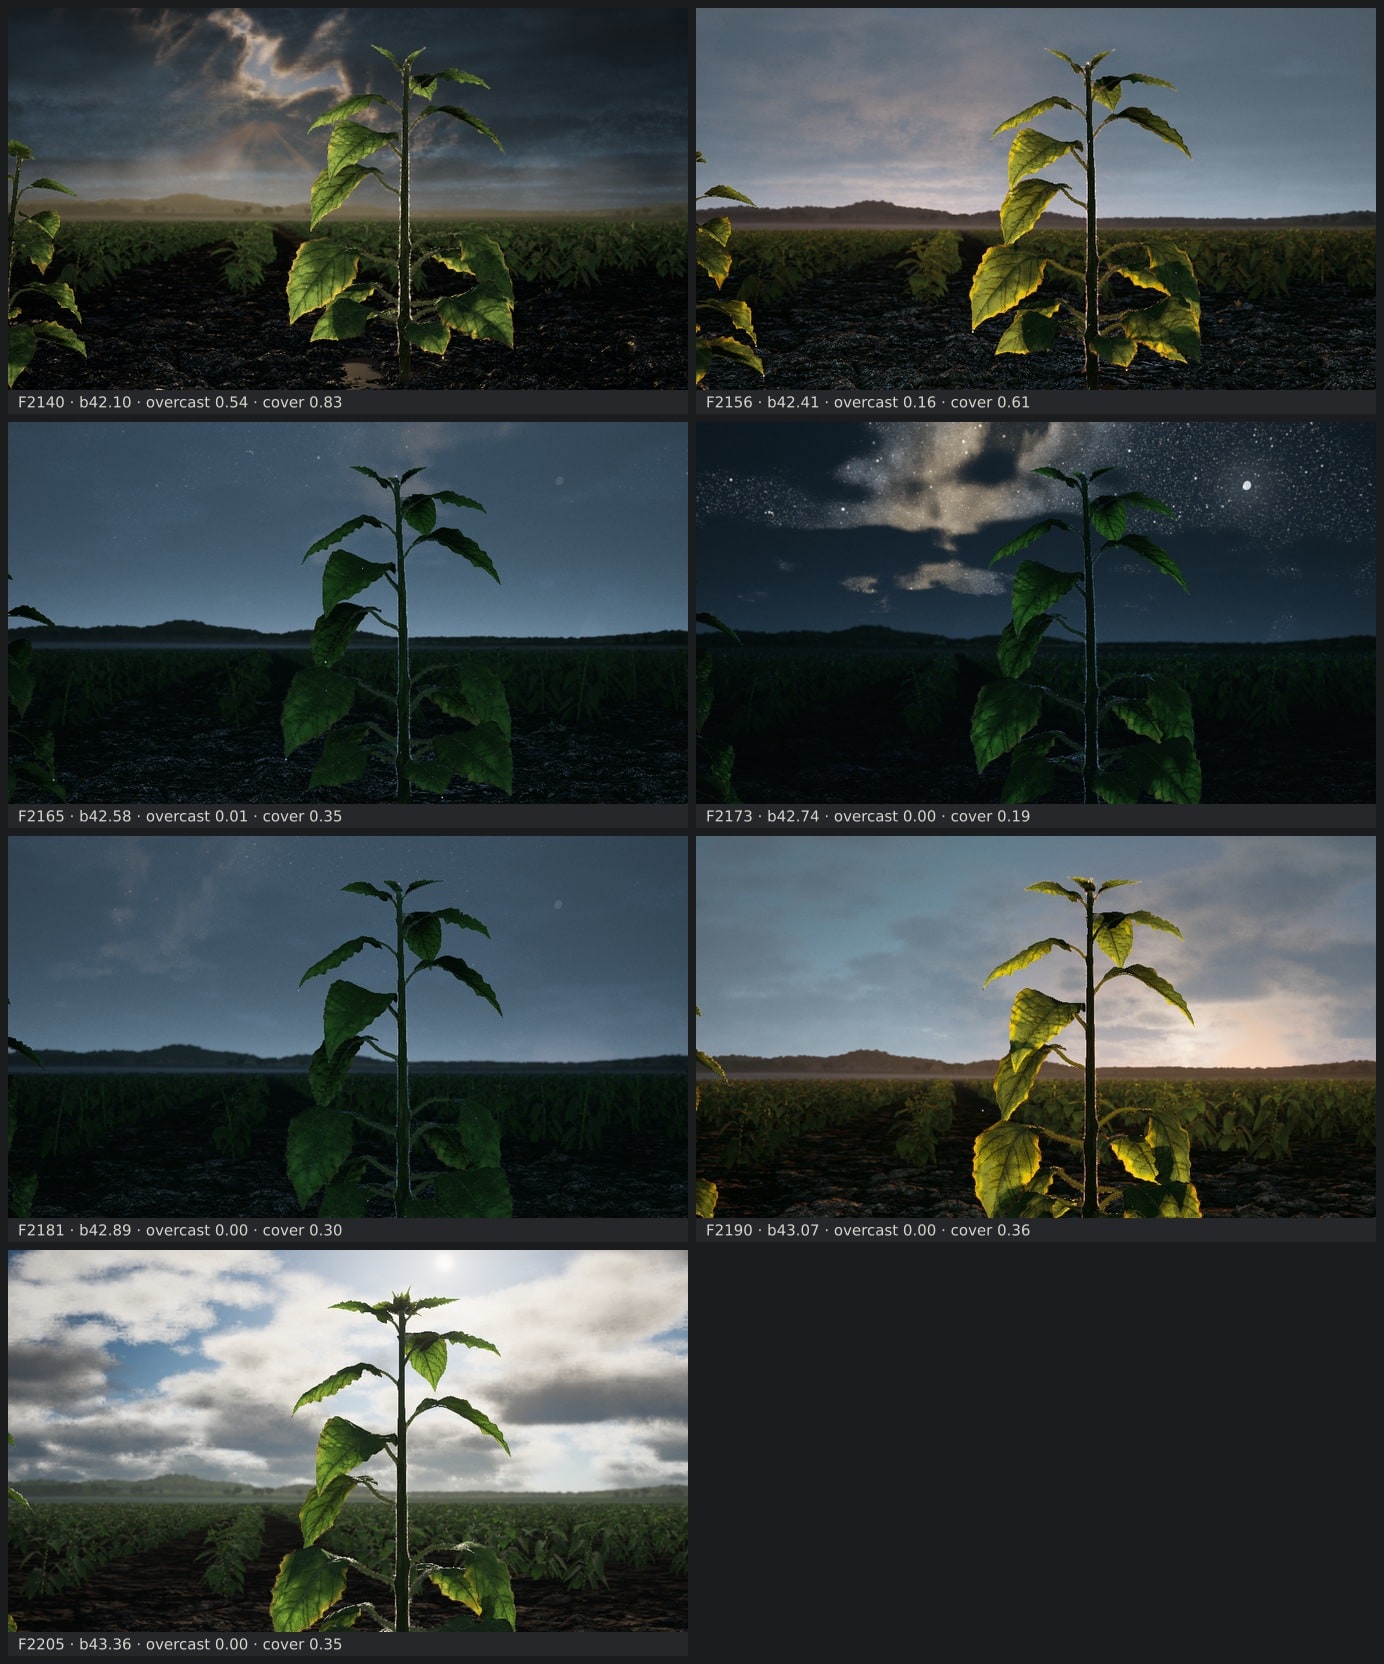 F2140 · b42.10 · overcast 0.54 · cover 0.83
F2156 · b42.41 · overcast 0.16 · cover 0.61
F2165 · b42.58 · overcast 0.01 · cover 0.35
F2173 · b42.74 · overcast 0.00 · cover 0.19
F2181 · b42.89 · overcast 0.00 · cover 0.30
F2190 · b43.07 · overcast 0.00 · cover 0.36
F2205 · b43.36 · overcast 0.00 · cover 0.35